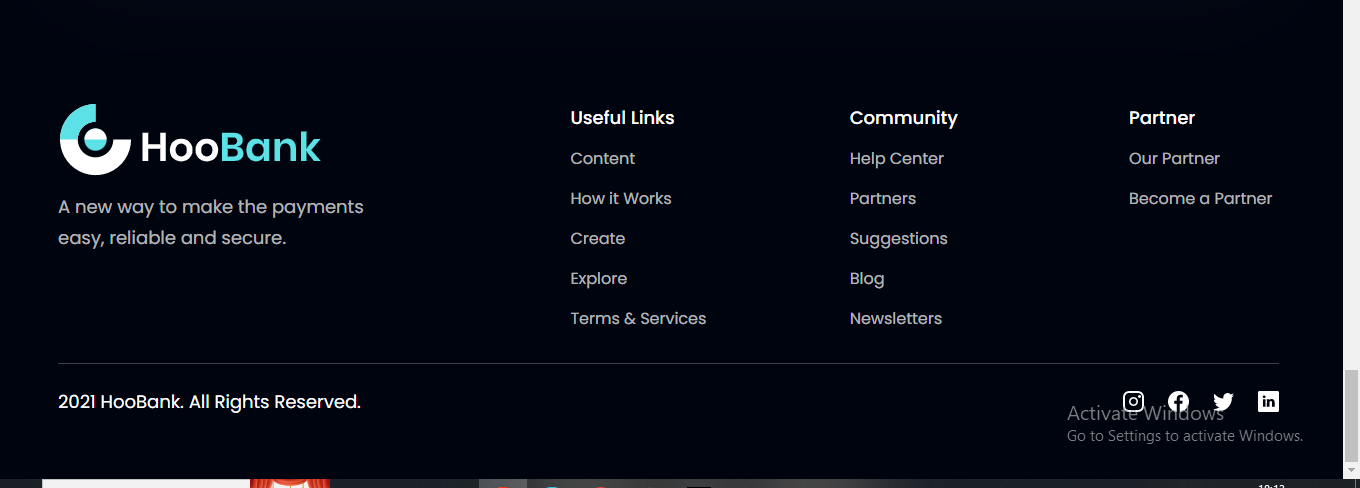 HooBank
A new way to make the payments
easy, reliable and secure.
Useful Links
Content
How it Works
Create
Explore
Terms & Services
Community
Help Center
Partners
Suggestions
Blog
Newsletters
Partner
Our Partner
Become a Partner
2021 HooBank. All Rights Reserved.
Activate Windows
Go to Settings to activate Windows.